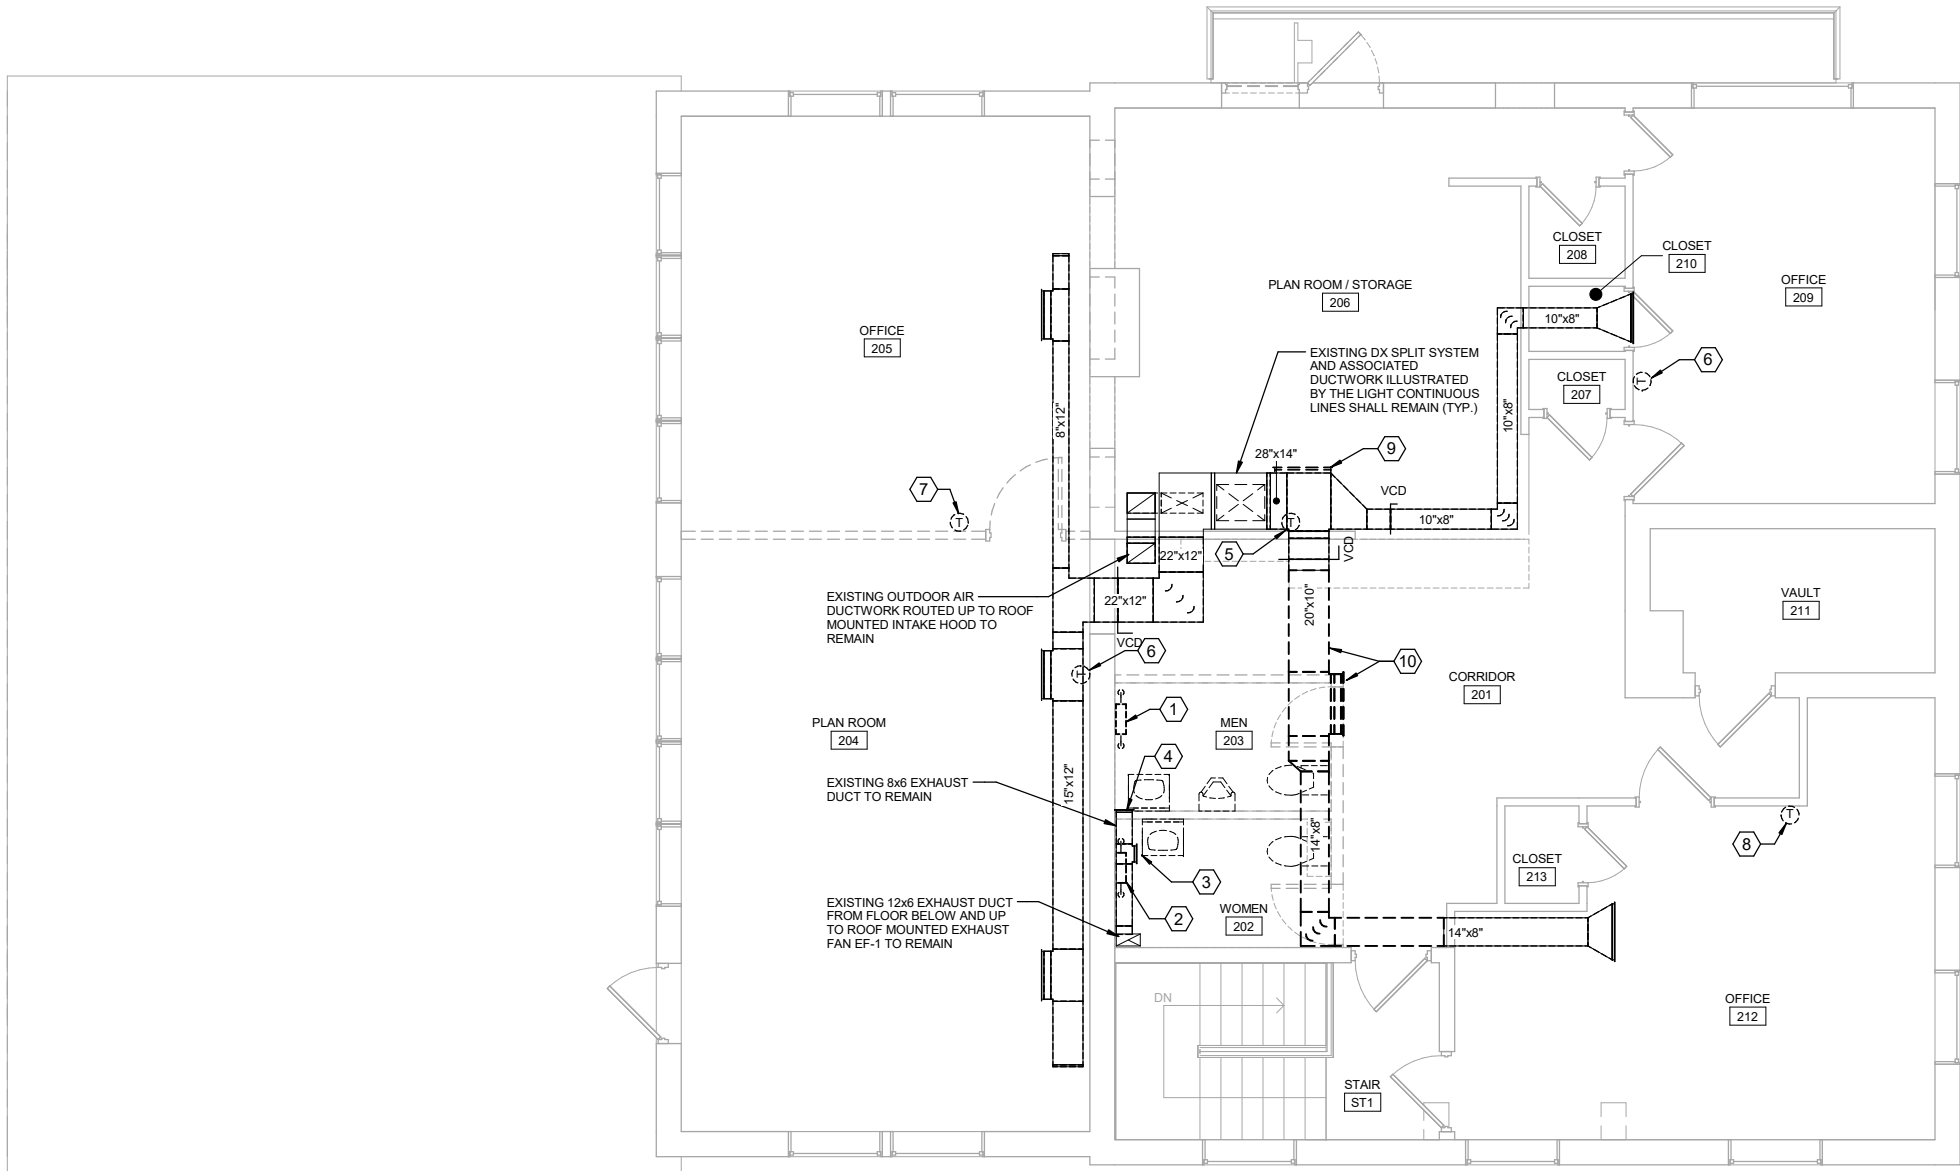 CLOSET
208
CLOSET
210
OFFICE
209
PLAN ROOM / STORAGE
206
10"x8"
OFFICE
205
EXISTING DX SPLIT SYSTEM
AND ASSOCIATED
DUCTWORK ILLUSTRATED
BY THE LIGHT CONTINUOUS
LINES SHALL REMAIN (TYP.)
6
T
CLOSET
207
8"x12"
10"x8"
9
28"x14"
7
T
VCD
10"x8"
T
5
VCD
22"x12"
EXISTING OUTDOOR AIR
DUCTWORK ROUTED UP TO ROOF
MOUNTED INTAKE HOOD TO
REMAIN
22"x12"
VCD
20"x10"
VAULT
211
6
T
10
CORRIDOR
201
1
PLAN ROOM
204
MEN
203
4
EXISTING 8x6 EXHAUST
DUCT TO REMAIN
15"x12"
14"x8"
T
8
3
CLOSET
213
EXISTING 12x6 EXHAUST DUCT
FROM FLOOR BELOW AND UP
TO ROOF MOUNTED EXHAUST
FAN EF-1 TO REMAIN
2
WOMEN
202
14"x8"
DN
OFFICE
212
STAIR
ST1